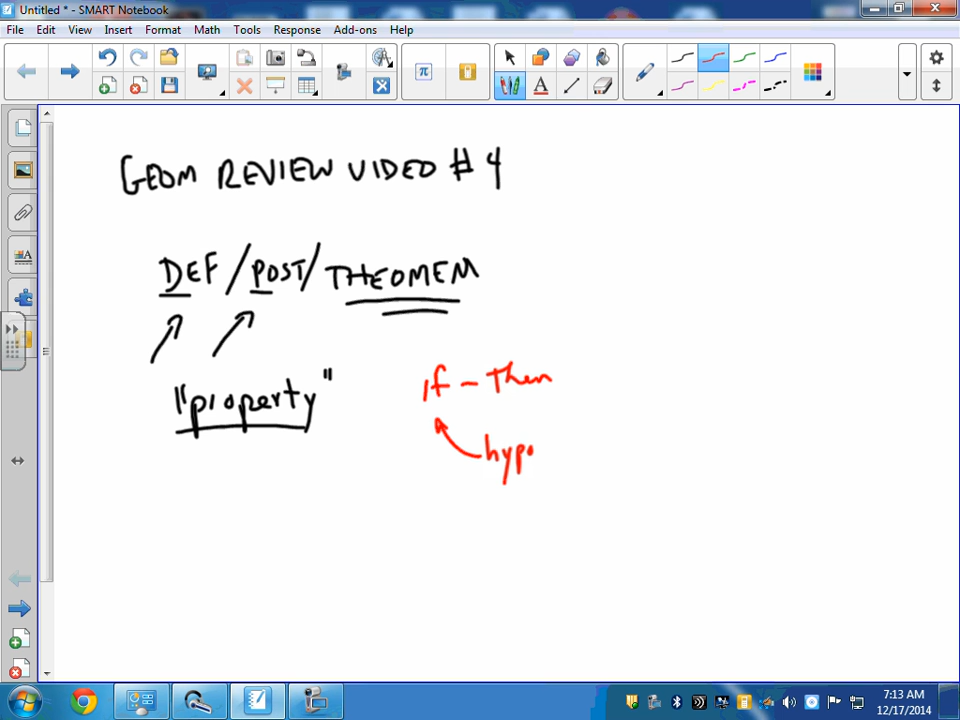 Untitled * - SMART Notebook
File Edit View Insert Format Math Tools Response Add-ons Help
GEOM REVIEW VIDEO # 4
DEF / POST / THEOMEM
"property"
If - Then
hypo
7:13 AM
12/17/2014